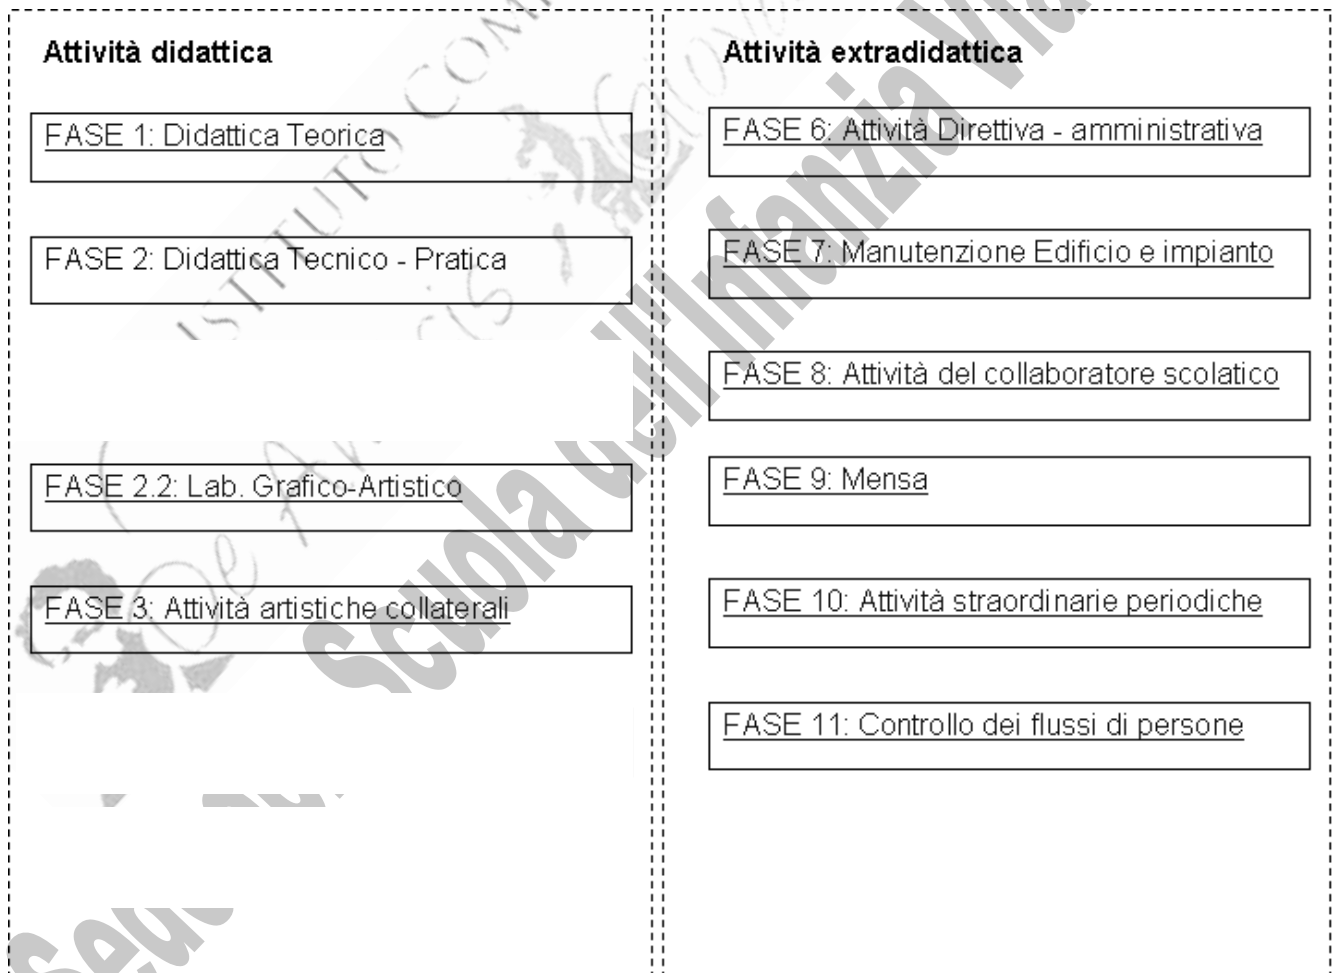 Attività didattica
FASE 1: Didattica Teorica
FASE 2: Didattica Tecnico - Pratica
FASE 2.2: Lab. Grafico-Artistico
FASE 3: Attività artistiche collaterali
Attività extradidattica
FASE 6: Attività Direttiva - amministrativa
FASE 7: Manutenzione Edificio e impianto
FASE 8: Attività del collaboratore scolatico
FASE 9: Mensa
FASE 10: Attività straordinarie periodiche
FASE 11: Controllo dei flussi di persone
ISTITUTO
De
Scuola dell'Infanzia Via